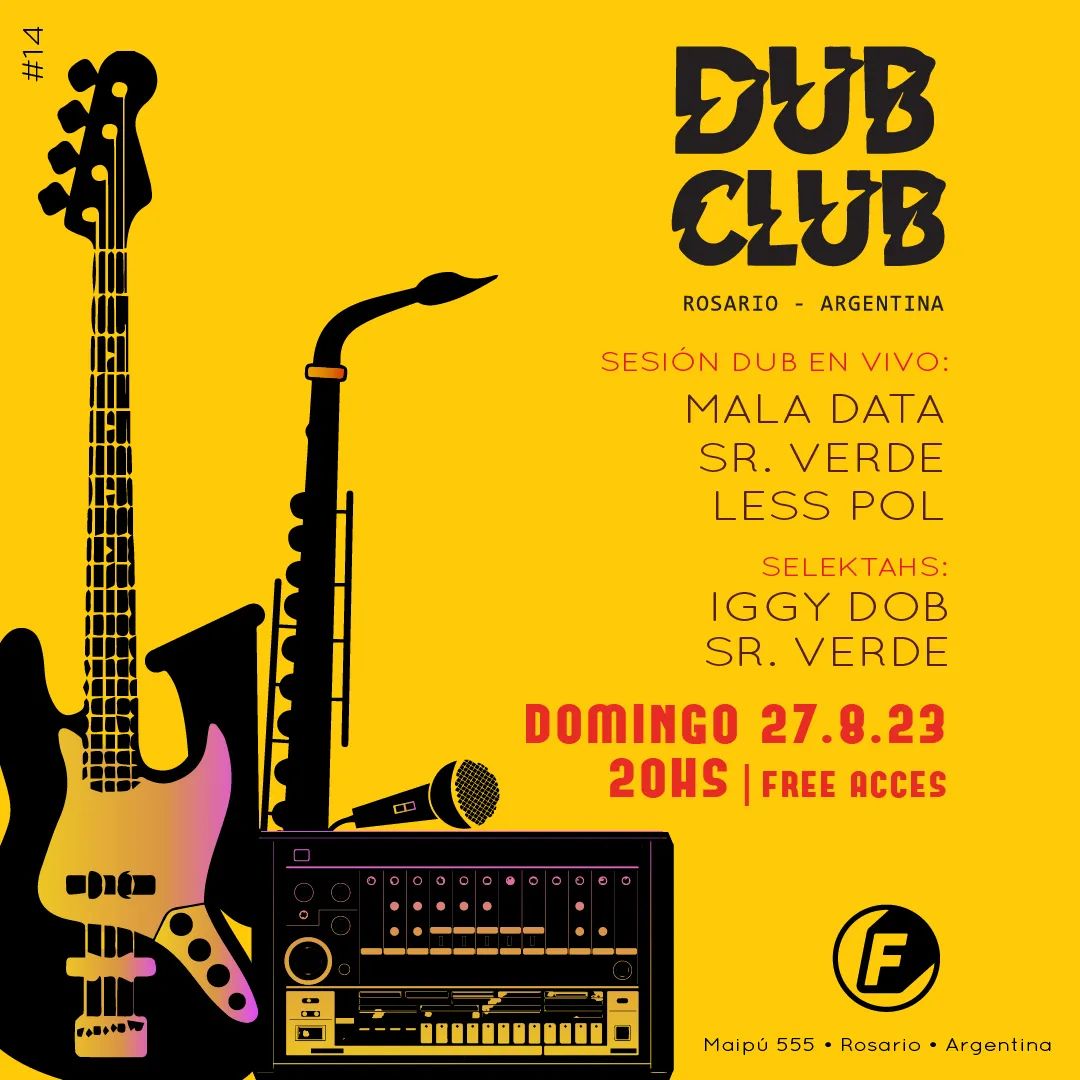 #14
DUB
CLUB
ROSARIO - ARGENTINA
SESIÓN DUB EN VIVO:
MALA DATA
SR. VERDE
LESS POL
SELEKTAHS:
IGGY DOB
SR. VERDE
DOMINGO 27.8.23
20HS | FREE ACCES
F
Maipú 555 • Rosario • Argentina